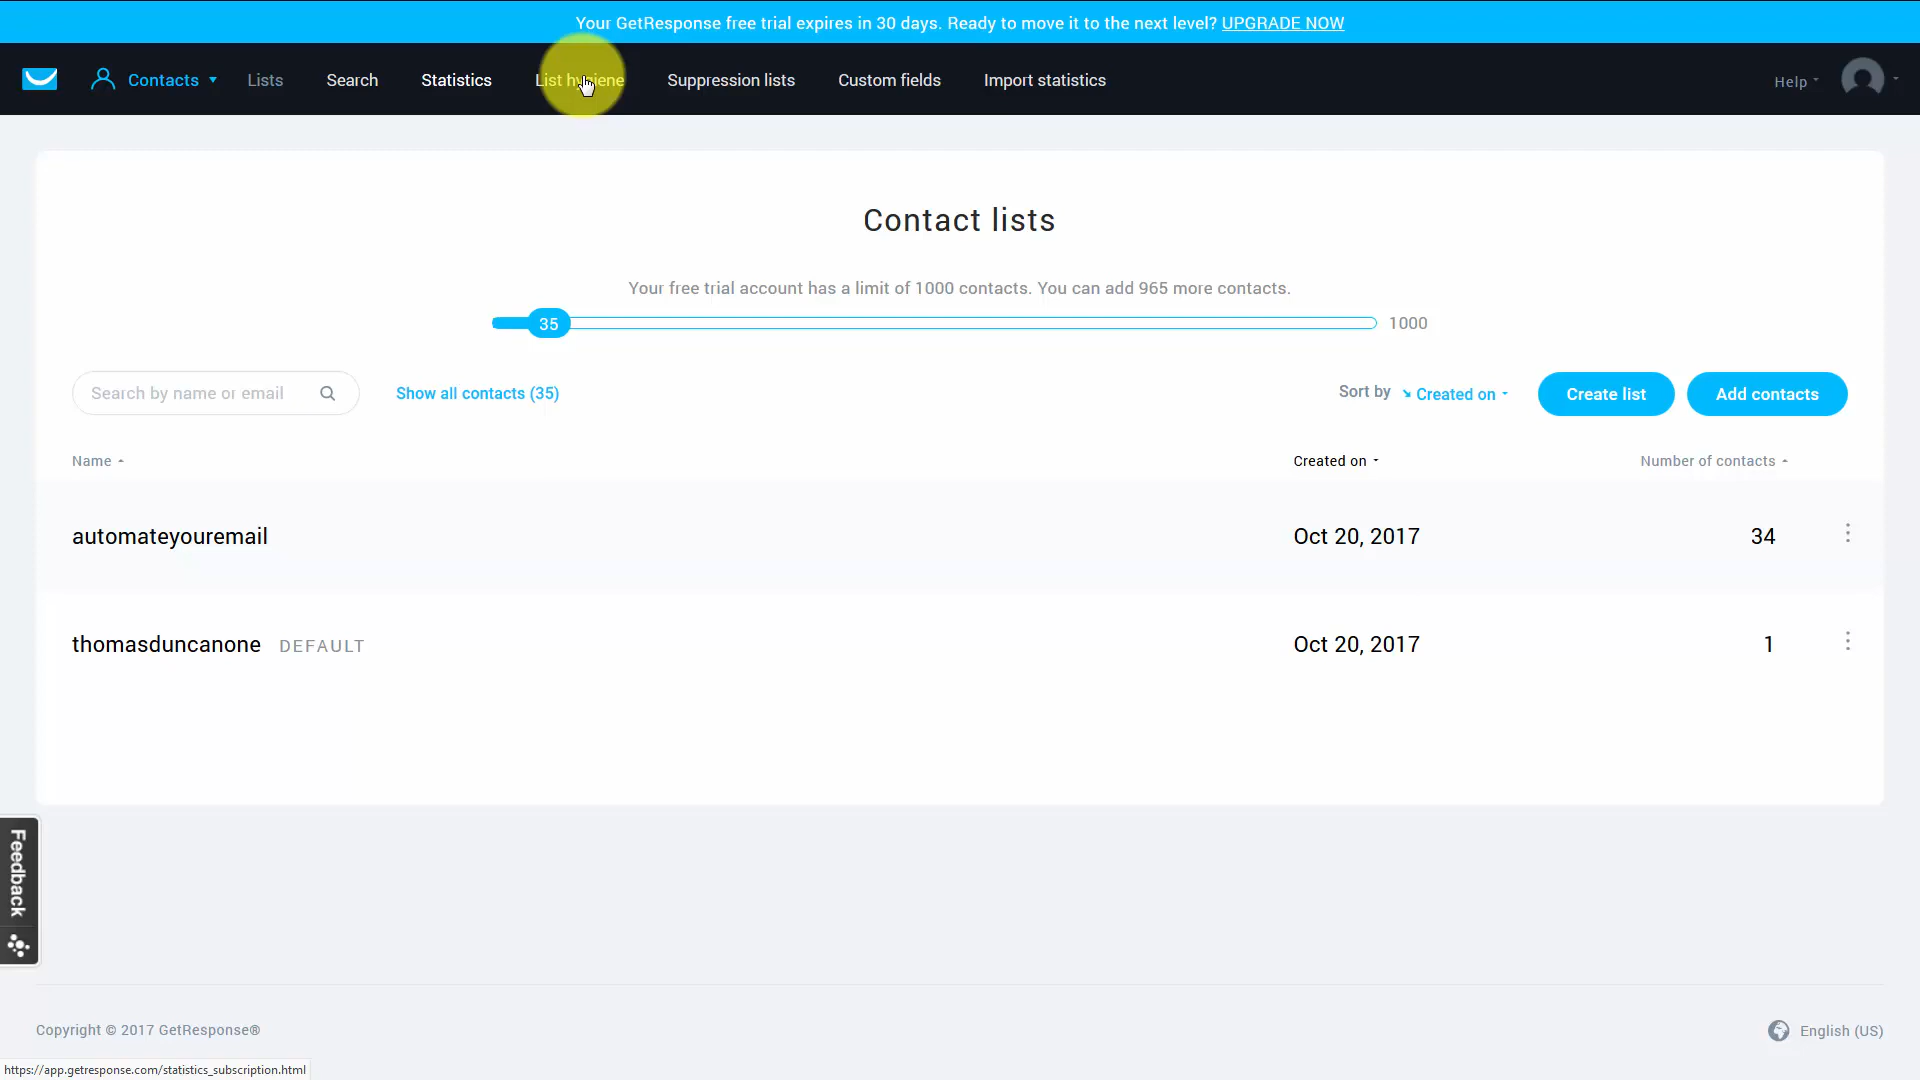 Your GetResponse free trial expires in 30 days. Ready to move it to the next level? UPGRADE NOW
Contacts Lists Search Statistics List hygiene Suppression lists Custom fields Import statistics Help
Contact lists
Your free trial account has a limit of 1000 contacts. You can add 965 more contacts.
35 1000
Search by name or email Show all contacts (35) Sort by Created on Create list Add contacts
Name Created on Number of contacts
automateyouremail Oct 20, 2017 34
thomasduncanone DEFAULT Oct 20, 2017 1
Feedback
Copyright © 2017 GetResponse® English (US)
https://app.getresponse.com/statistics_subscription.html